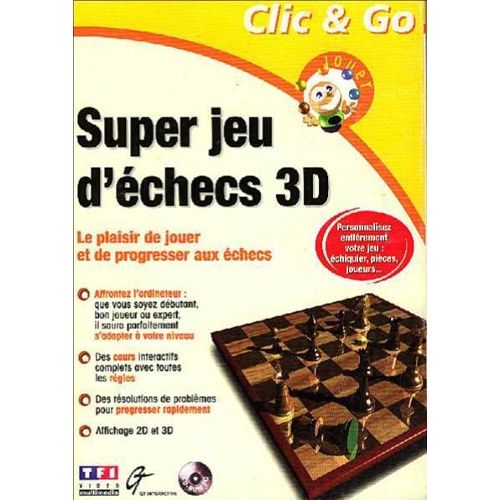 Clic & Go
Jouer
Super jeu
d'échecs 3D
Le plaisir de jouer
et de progresser aux échecs
Personnalisez
entièrement
votre jeu :
échiquier, pièces,
joueurs...
Affrontez l'ordinateur :
que vous soyez débutant,
bon joueur ou expert,
il saura parfaitement
s'adapter à votre niveau
Des cours interactifs
complets avec toutes
les règles
Des résolutions de problèmes
pour progresser rapidement
Affichage 2D et 3D
TF1
VIDEO
multimedia
GT INTERACTIVE